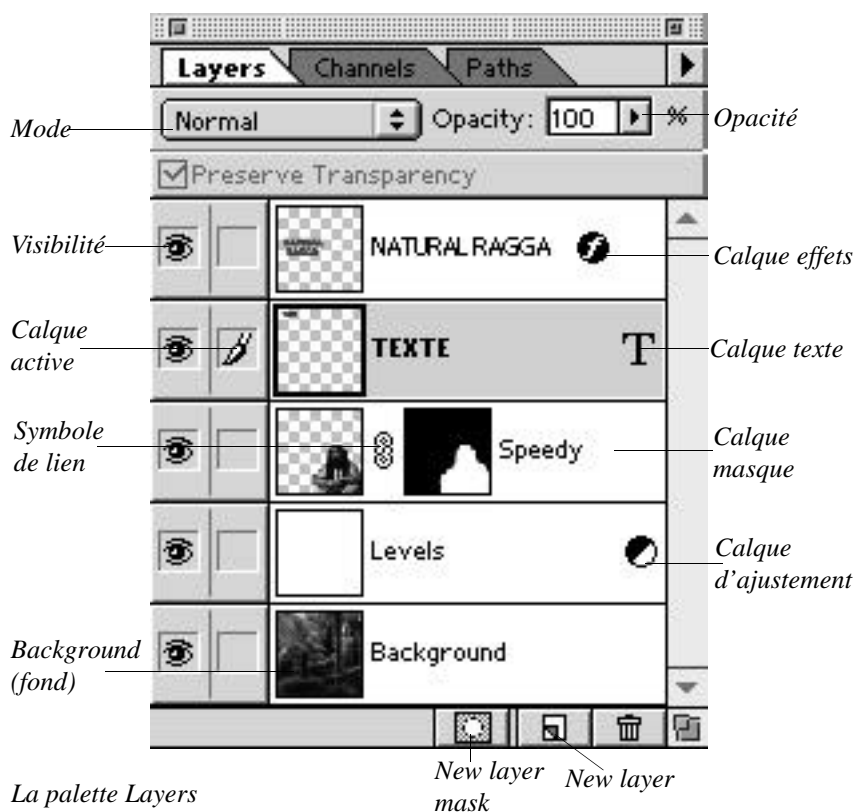 Layers Channels Paths
Mode Normal Opacity: 100 % Opacité
Preserve Transparency
Visibilité NATURAL RAGGA Calque effets
Calque
active TEXTE T Calque texte
Symbole
de lien Speedy Calque
masque
Levels Calque
d'ajustement
Background
(fond) Background
New layer
mask
New layer
La palette Layers